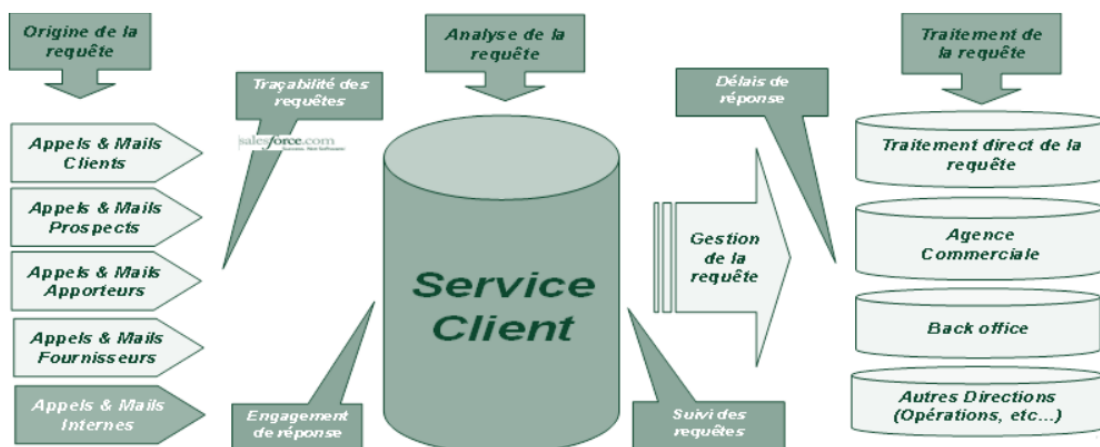 Origine de la
requête
Analyse de la
requête
Traitement de
la requête
Traçabilité des
requêtes
Délais de
réponse
salesforce.com
Appels & Mails
Clients
Appels & Mails
Prospects
Appels & Mails
Apporteurs
Appels & Mails
Fournisseurs
Appels & Mails
Internes
Service
Client
Gestion
de la
requête
Engagement
de réponse
Suivi des
requêtes
Traitement direct de la
requête
Agence
Commerciale
Back office
Autres Directions
(Opérations, etc...)